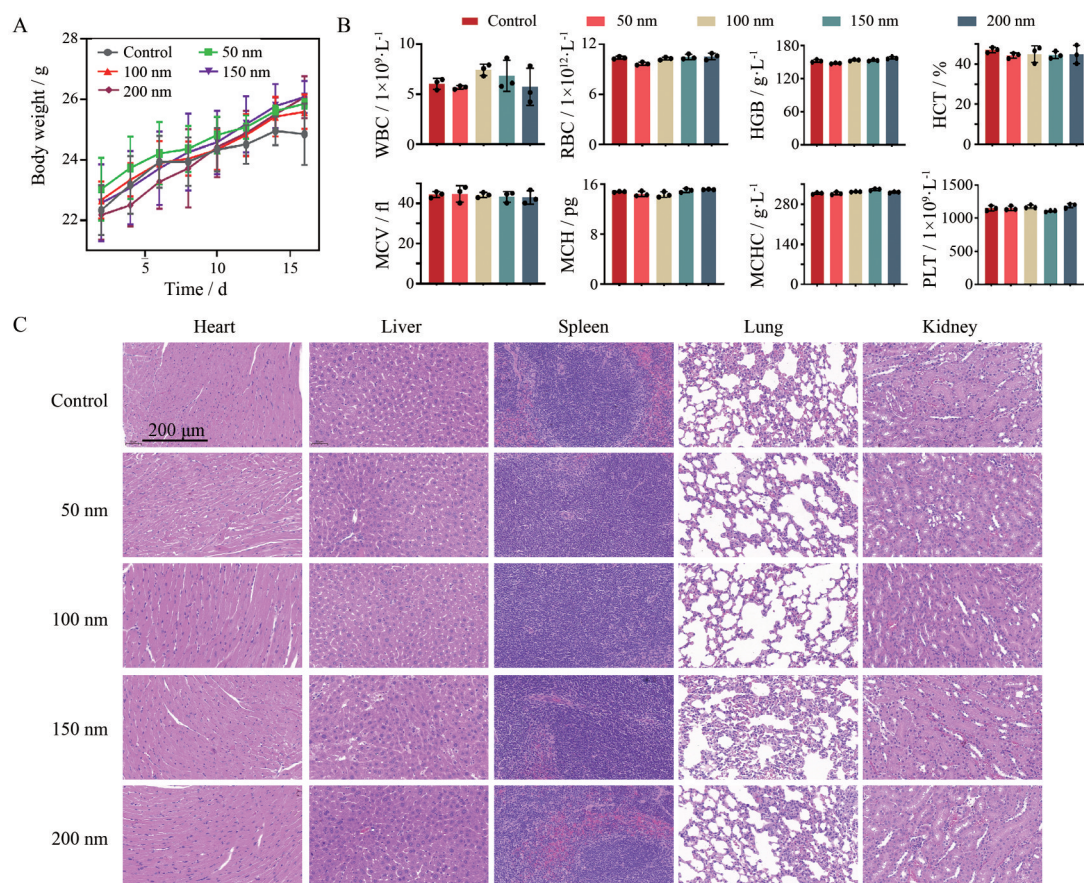 A
28
26
24
22
5
10
15
Body weight / g
Time / d
Control
50 nm
100 nm
150 nm
200 nm
B
Control
50 nm
100 nm
150 nm
200 nm
WBC / 1×10⁹·L⁻¹
10
5
0
RBC / 1×10¹²·L⁻¹
12
8
4
0
HGB / g·L⁻¹
180
120
60
0
HCT / %
40
20
0
MCV / fl
50
40
20
0
MCH / pg
16
8
0
MCHC / g·L⁻¹
280
140
0
PLT / 1×10⁹·L⁻¹
1500
1000
500
0
C
Heart
Liver
Spleen
Lung
Kidney
Control
200 μm
50 nm
100 nm
150 nm
200 nm